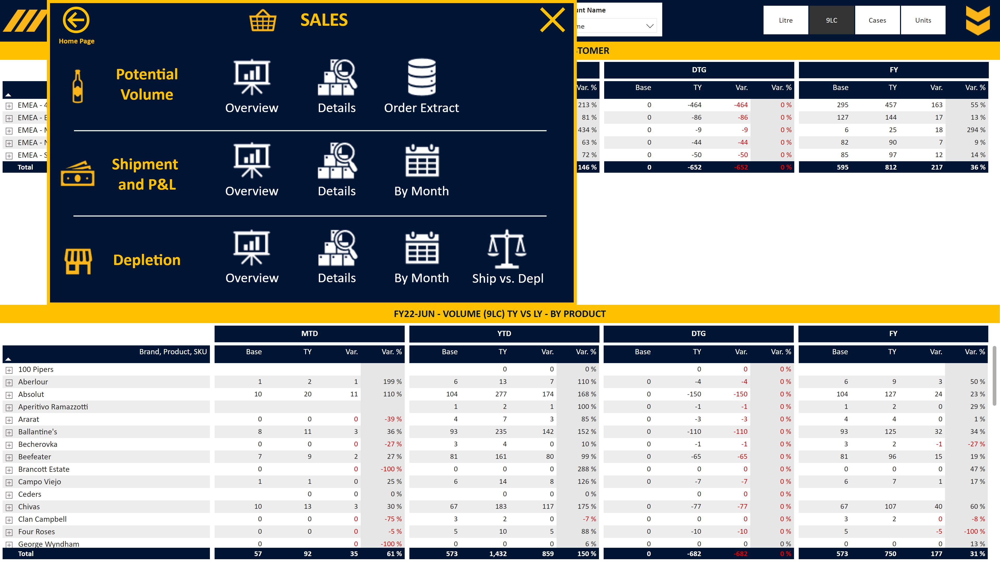 Home Page
SALES
unt Name
me
Litre
9LC
Cases
Units
STOMER
Potential
Volume
Overview
Details
Order Extract
Shipment
and P&L
Overview
Details
By Month
Depletion
Overview
Details
By Month
Ship vs. Depl
DTG FY
Var. % Base TY Var. Var. % Base TY Var. Var. %
EMEA - 4 213 % 0 -464 -464 0 % 295 457 163 55 %
EMEA - 81 % 0 -86 -86 0 % 127 144 17 13 %
EMEA - 434 % 0 -9 -9 0 % 6 25 18 294 %
EMEA - 63 % 0 -44 -44 0 % 82 90 7 9 %
EMEA - S 72 % 0 -50 -50 0 % 85 97 12 14 %
Total 146 % 0 -652 -652 0 % 595 812 217 36 %
FY22-JUN - VOLUME (9LC) TY VS LY - BY PRODUCT
MTD YTD DTG FY
Brand, Product, SKU Base TY Var. Var. % Base TY Var. Var. % Base TY Var. Var. % Base TY Var. Var. %
100 Pipers 0 0 0 % 0 0 0 %
Aberlour 1 2 1 199 % 6 13 7 110 % 0 -4 -4 0 % 6 9 3 50 %
Absolut 10 20 11 110 % 104 277 174 168 % 0 -150 -150 0 % 104 127 24 23 %
Aperitivo Ramazzotti 1 2 1 100 % 0 -1 -1 0 % 1 2 0 29 %
Ararat 0 0 0 -39 % 4 7 3 85 % 0 -3 -3 0 % 4 4 0 1 %
Ballantine's 8 11 3 36 % 93 235 142 152 % 0 -110 -110 0 % 93 125 32 34 %
Becherovka 0 0 0 -27 % 3 4 0 10 % 0 -1 -1 0 % 3 2 -1 -27 %
Beefeater 7 9 2 27 % 81 161 80 99 % 0 -65 -65 0 % 81 96 15 19 %
Brancott Estate 0 0 -100 % 0 0 0 288 % 0 0 0 0 % 0 0 0 47 %
Campo Viejo 1 1 0 25 % 6 14 8 126 % 0 -7 -7 0 % 6 7 1 17 %
Ceders 0 0 0 % 0 0 0 % 0 0 0 %
Chivas 10 13 3 30 % 67 183 117 175 % 0 -77 -77 0 % 67 107 40 60 %
Clan Campbell 0 0 0 -75 % 3 2 0 -7 % 0 0 0 0 % 3 2 0 -8 %
Four Roses 0 0 0 -5 % 5 10 5 88 % 0 -10 -10 0 % 5 -5 -100 %
George Wyndham 0 0 -100 % 0 0 0 6 % 0 0 0 0 % 0 0 0 13 %
Total 57 92 35 61 % 573 1,432 859 150 % 0 -682 -682 0 % 573 750 177 31 %